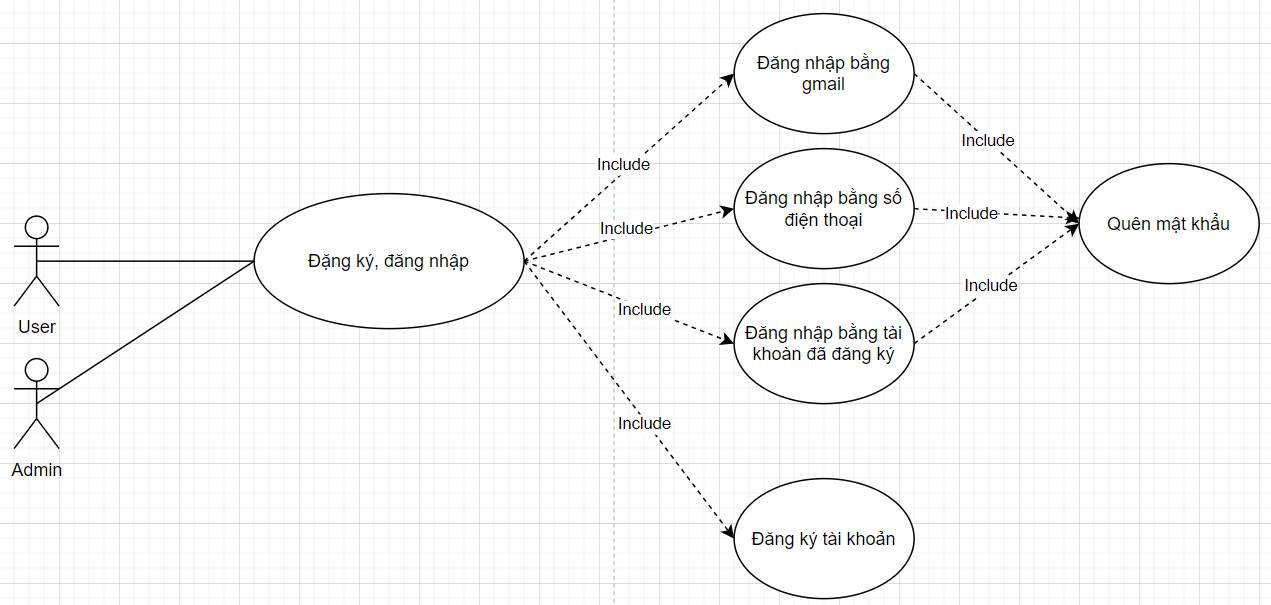 Đăng nhập bằng
gmail
Include
Include
Đăng nhập bằng số
điện thoại
Include
Include
Quên mật khẩu
User
Đặng ký, đăng nhập
Include
Đăng nhập bằng tài
khoàn đã đăng ký
Include
Admin
Include
Đăng ký tài khoản